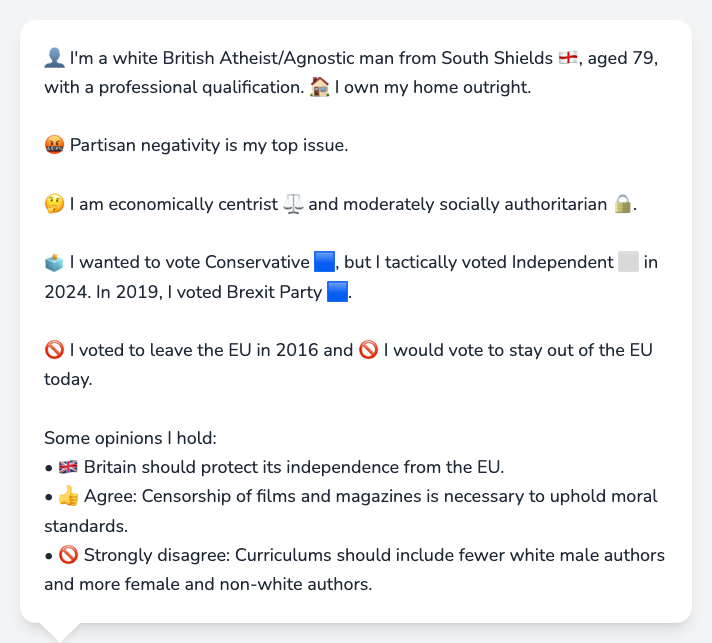 👤 I'm a white British Atheist/Agnostic man from South Shields 🏴󠁧󠁢󠁥󠁮󠁧󠁿, aged 79,
with a professional qualification. 🏠 I own my home outright.
🤬 Partisan negativity is my top issue.
🤔 I am economically centrist ⚖️ and moderately socially authoritarian 🔒.
🗳️ I wanted to vote Conservative 🟦, but I tactically voted Independent ⬜ in
2024. In 2019, I voted Brexit Party 🟦.
🚫 I voted to leave the EU in 2016 and 🚫 I would vote to stay out of the EU
today.
Some opinions I hold:
• 🇬🇧 Britain should protect its independence from the EU.
• 👍 Agree: Censorship of films and magazines is necessary to uphold moral
standards.
• 🚫 Strongly disagree: Curriculums should include fewer white male authors
and more female and non-white authors.